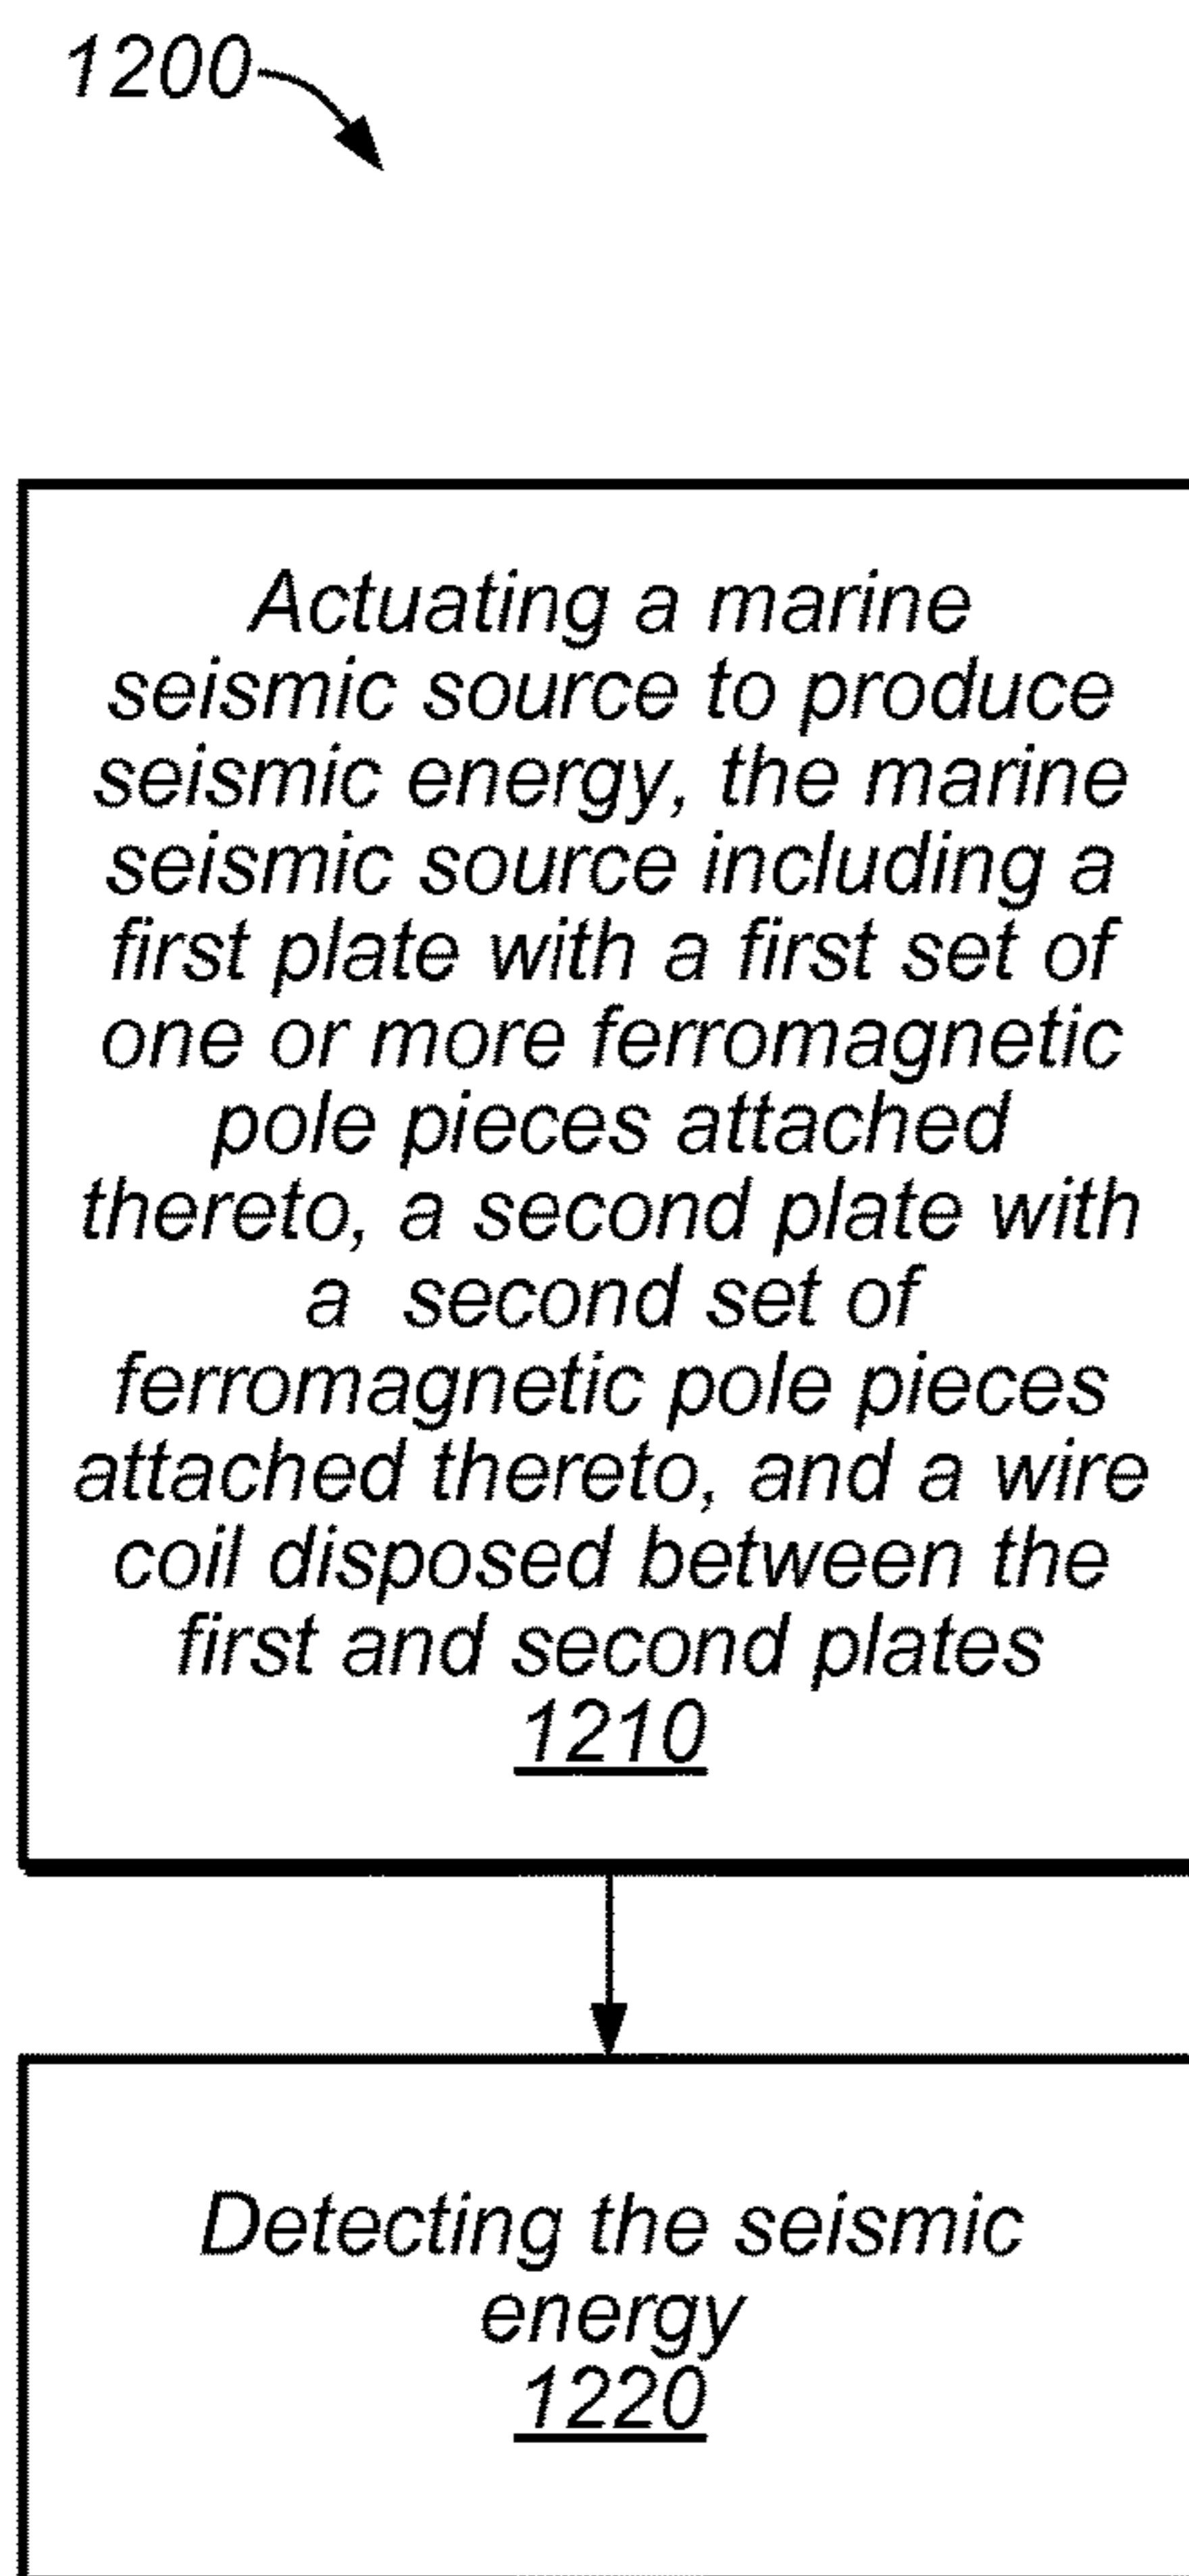 1200
Actuating a marine
seismic source to produce
seismic energy, the marine
seismic source including a
first plate with a first set of
one or more ferromagnetic
pole pieces attached
thereto, a second plate with
a second set of
ferromagnetic pole pieces
attached thereto, and a wire
coil disposed between the
first and second plates
1210
Detecting the seismic
energy
1220